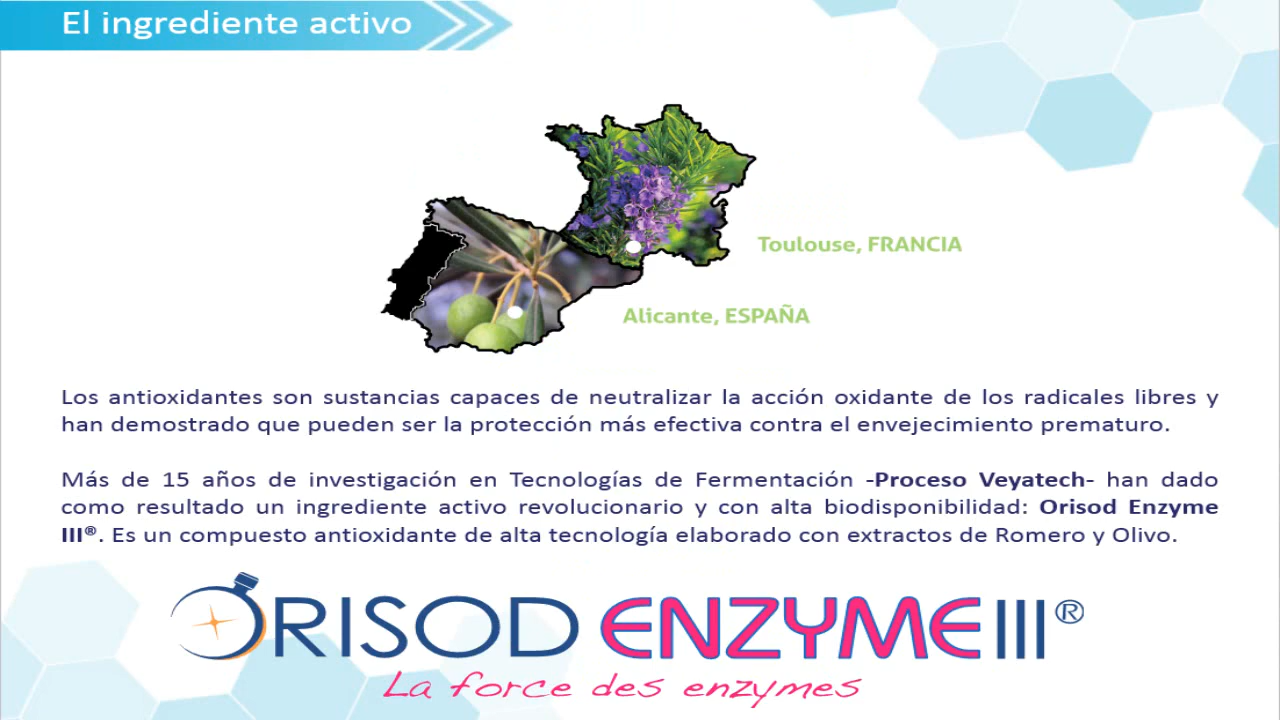 El ingrediente activo
Toulouse, FRANCIA
Alicante, ESPAÑA
Los antioxidantes son sustancias capaces de neutralizar la acción oxidante de los radicales libres y
han demostrado que pueden ser la protección más efectiva contra el envejecimiento prematuro.
Más de 15 años de investigación en Tecnologías de Fermentación -Proceso Veyatech- han dado
como resultado un ingrediente activo revolucionario y con alta biodisponibilidad: Orisod Enzyme
III®. Es un compuesto antioxidante de alta tecnología elaborado con extractos de Romero y Olivo.
ORISOD ENZYME III®
La force des enzymes